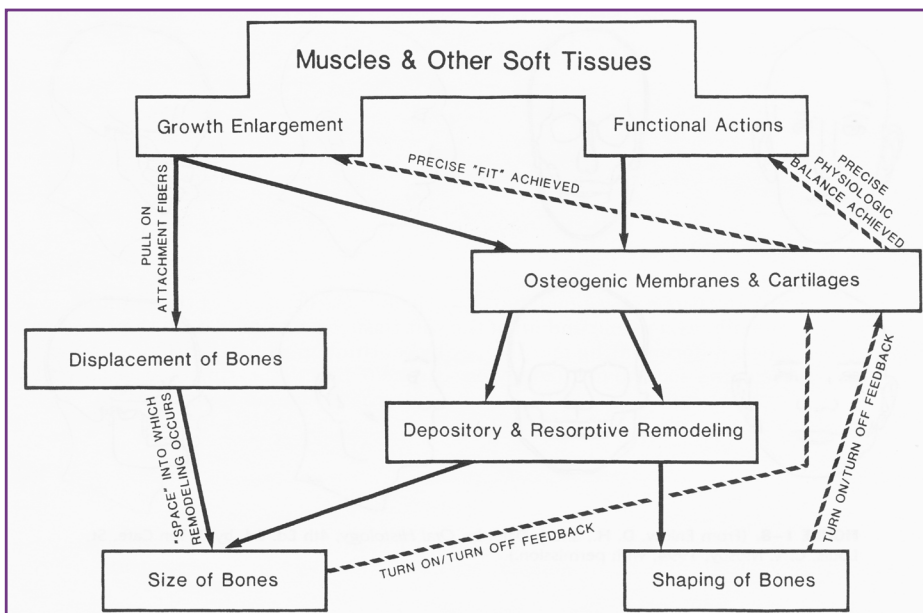 Muscles & Other Soft Tissues
Growth Enlargement
Functional Actions
PRECISE "FIT" ACHIEVED
PRECISE
PHYSIOLOGIC
BALANCE ACHIEVED
PULL ON
ATTACHMENT FIBERS
Osteogenic Membranes & Cartilages
Displacement of Bones
"SPACE" INTO WHICH
REMODELING OCCURS
Depository & Resorptive Remodeling
TURN ON/TURN OFF FEEDBACK
TURN ON/TURN OFF FEEDBACK
Size of Bones
Shaping of Bones